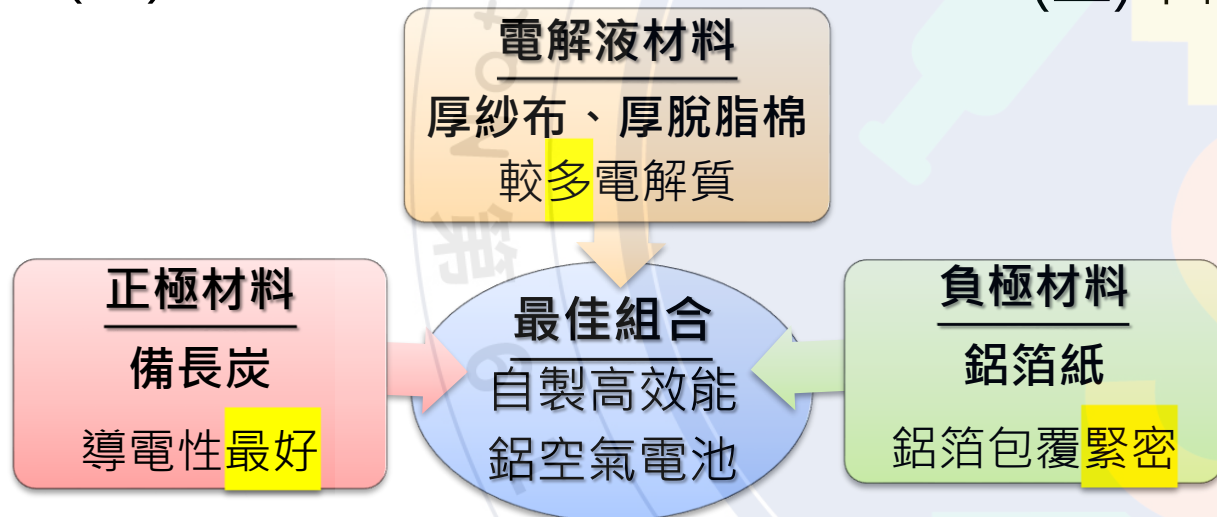 電解液材料
厚紗布、厚脫脂棉
較多電解質
正極材料
備長炭
導電性最好
最佳組合
自製高效能
鋁空氣電池
負極材料
鋁箔紙
鋁箔包覆緊密
第